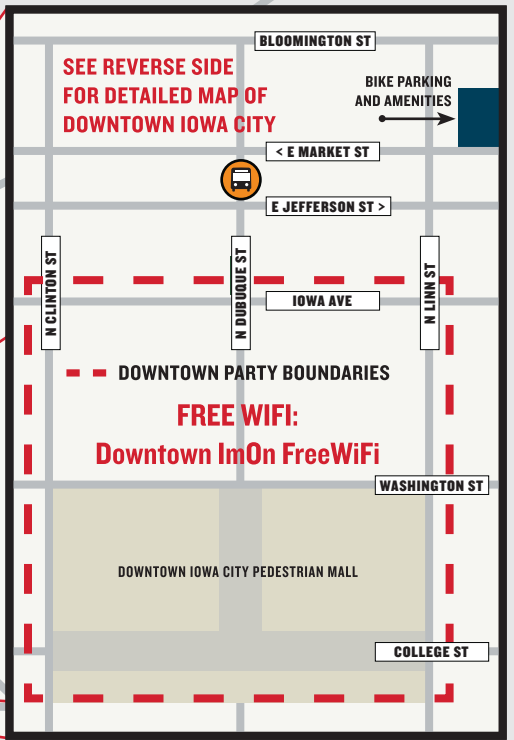 BLOOMINGTON ST
SEE REVERSE SIDE
FOR DETAILED MAP OF
DOWNTOWN IOWA CITY
BIKE PARKING
AND AMENITIES
< E MARKET ST
E JEFFERSON ST >
N CLINTON ST
N DUBUQUE ST
N LINN ST
IOWA AVE
DOWNTOWN PARTY BOUNDARIES
FREE WIFI:
Downtown ImOn FreeWiFi
WASHINGTON ST
DOWNTOWN IOWA CITY PEDESTRIAN MALL
COLLEGE ST